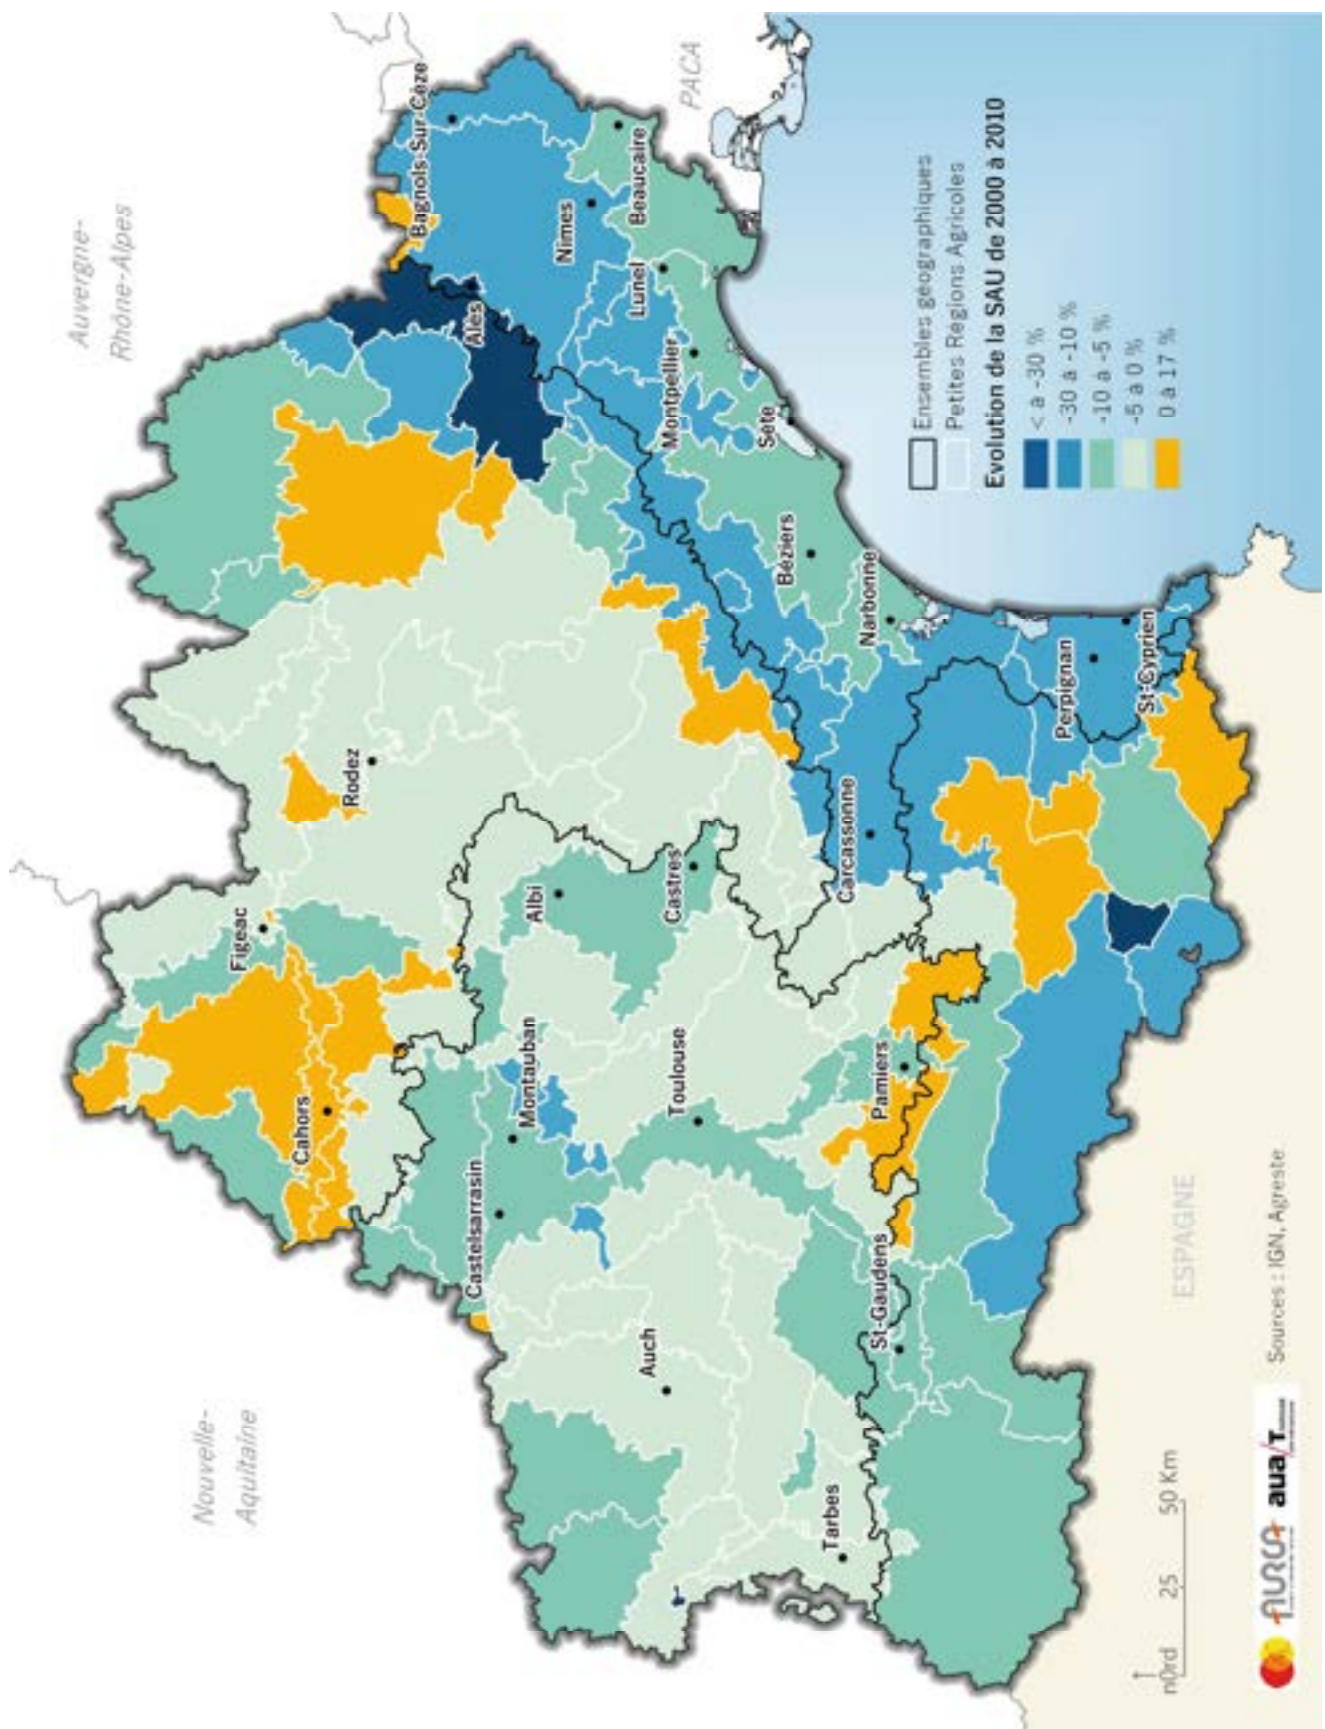 Auvergne-
Rhône-Alpes
Nouvelle-
Aquitaine
PACA
ESPAGNE
Bagnols-Sur-Cèze
Alès
Nîmes
Beaucaire
Lunel
Montpellier
Sète
Béziers
Narbonne
Carcassonne
Perpignan
St-Cyprien
Rodez
Figeac
Cahors
Albi
Castres
Montauban
Castelsarrasin
Toulouse
Pamiers
St-Gaudens
Auch
Tarbes
Ensembles géographiques
Petites Régions Agricoles
Evolution de la SAU de 2000 à 2010
< à -30 %
-30 à -10 %
-10 à -5 %
-5 à 0 %
0 à 17 %
n0rd 25 50 Km
aua/T
Sources : IGN, Agreste